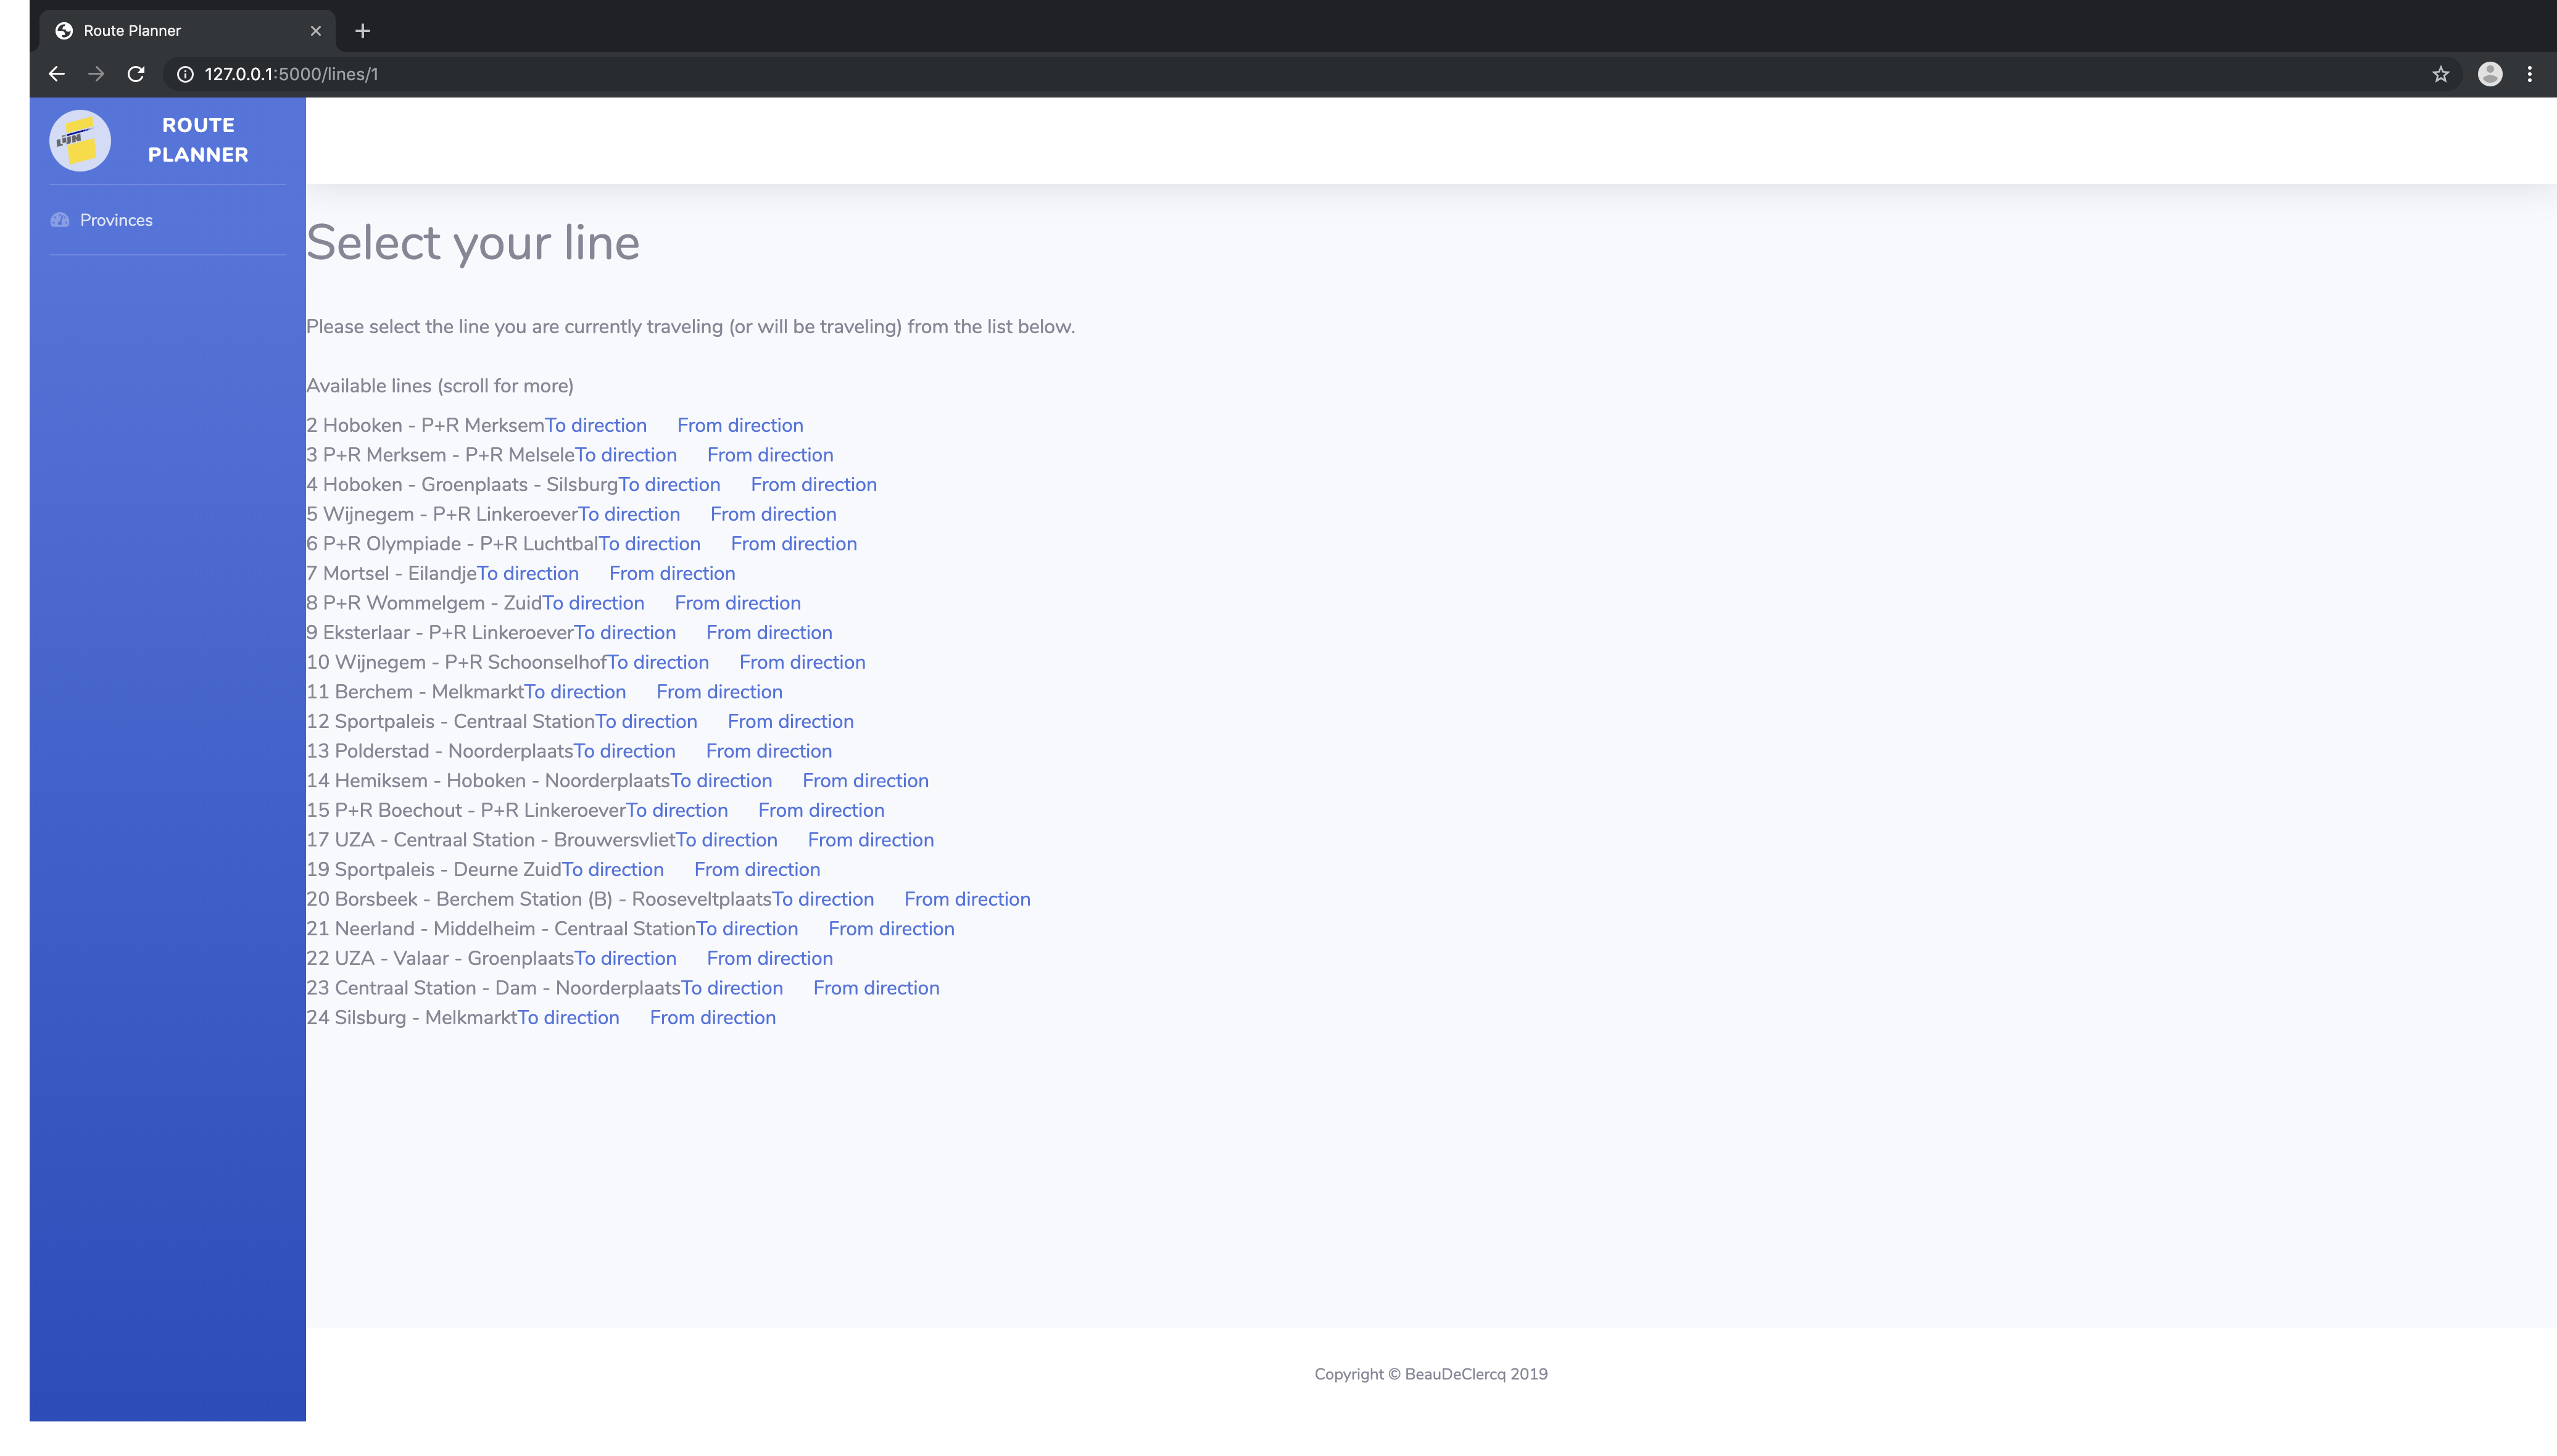 Route Planner
127.0.0.1:5000/lines/1
LIJN
ROUTE
PLANNER
Provinces
Select your line
Please select the line you are currently traveling (or will be traveling) from the list below.
Available lines (scroll for more)
2 Hoboken - P+R MerksemTo direction From direction
3 P+R Merksem - P+R MelseleTo direction From direction
4 Hoboken - Groenplaats - SilsburgTo direction From direction
5 Wijnegem - P+R LinkeroeverTo direction From direction
6 P+R Olympiade - P+R LuchtbalTo direction From direction
7 Mortsel - EilandjeTo direction From direction
8 P+R Wommelgem - ZuidTo direction From direction
9 Eksterlaar - P+R LinkeroeverTo direction From direction
10 Wijnegem - P+R SchoonselhofTo direction From direction
11 Berchem - MelkmarktTo direction From direction
12 Sportpaleis - Centraal StationTo direction From direction
13 Polderstad - NoorderplaatsTo direction From direction
14 Hemiksem - Hoboken - NoorderplaatsTo direction From direction
15 P+R Boechout - P+R LinkeroeverTo direction From direction
17 UZA - Centraal Station - BrouwersvlietTo direction From direction
19 Sportpaleis - Deurne ZuidTo direction From direction
20 Borsbeek - Berchem Station (B) - RooseveltplaatsTo direction From direction
21 Neerland - Middelheim - Centraal StationTo direction From direction
22 UZA - Valaar - GroenplaatsTo direction From direction
23 Centraal Station - Dam - NoorderplaatsTo direction From direction
24 Silsburg - MelkmarktTo direction From direction
Copyright © BeauDeClercq 2019